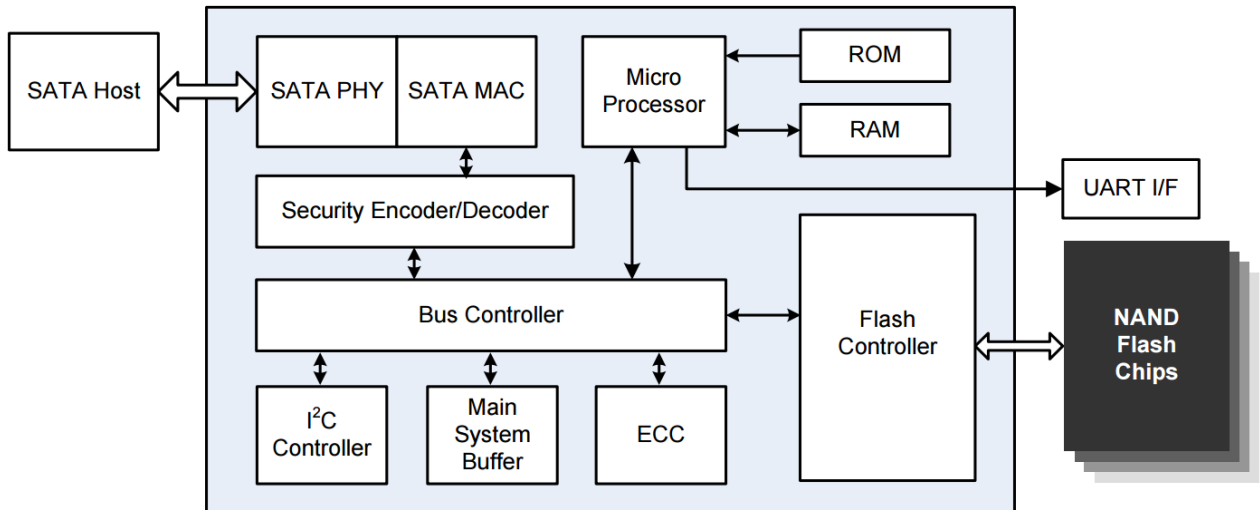 SATA Host
SATA PHY
SATA MAC
Micro
Processor
ROM
RAM
UART I/F
Security Encoder/Decoder
Bus Controller
Flash
Controller
NAND
Flash
Chips
I²C
Controller
Main
System
Buffer
ECC